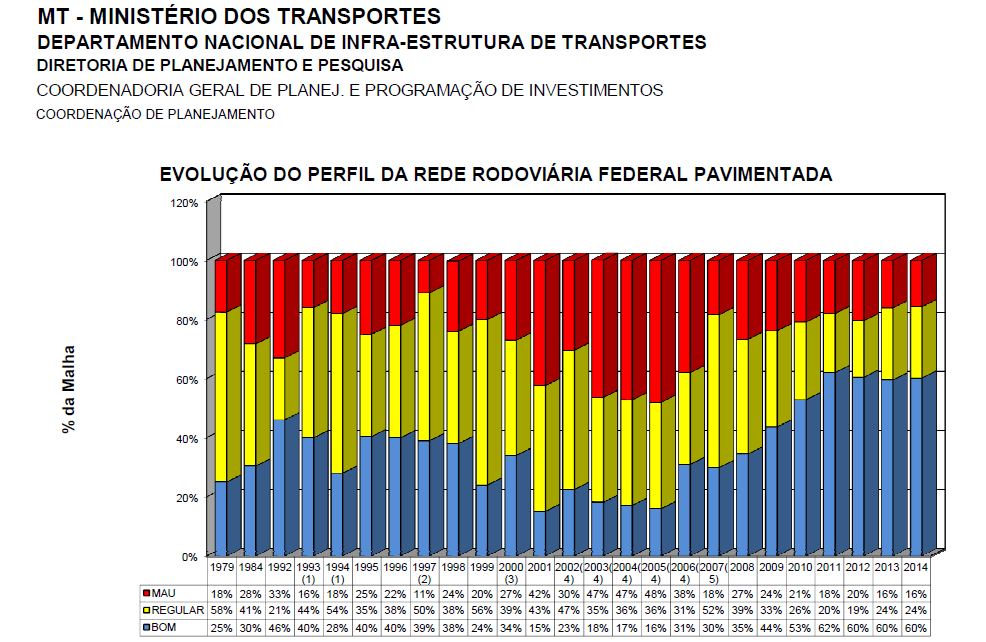 MT - MINISTÉRIO DOS TRANSPORTES
DEPARTAMENTO NACIONAL DE INFRA-ESTRUTURA DE TRANSPORTES
DIRETORIA DE PLANEJAMENTO E PESQUISA
COORDENADORIA GERAL DE PLANEJ. E PROGRAMAÇÃO DE INVESTIMENTOS
COORDENAÇÃO DE PLANEJAMENTO
EVOLUÇÃO DO PERFIL DA REDE RODOVIÁRIA FEDERAL PAVIMENTADA
% da Malha
120%
100%
80%
60%
40%
20%
0%
1979 1984 1992 1993 1994 1995 1996 1997 1998 1999 2000 2001 2002( 2003( 2004( 2005( 2006( 2007( 2008 2009 2010 2011 2012 2013 2014
(1) (1) (2) (3) 4) 4) 4) 4) 4) 5)
MAU 18% 28% 33% 16% 18% 25% 22% 11% 24% 20% 27% 42% 30% 47% 47% 48% 38% 18% 27% 24% 21% 18% 20% 16% 16%
REGULAR 58% 41% 21% 44% 54% 35% 38% 50% 38% 56% 39% 43% 47% 35% 36% 36% 31% 52% 39% 33% 26% 20% 19% 24% 24%
BOM 25% 30% 46% 40% 28% 40% 40% 39% 38% 24% 34% 15% 23% 18% 17% 16% 31% 30% 35% 44% 53% 62% 60% 60% 60%